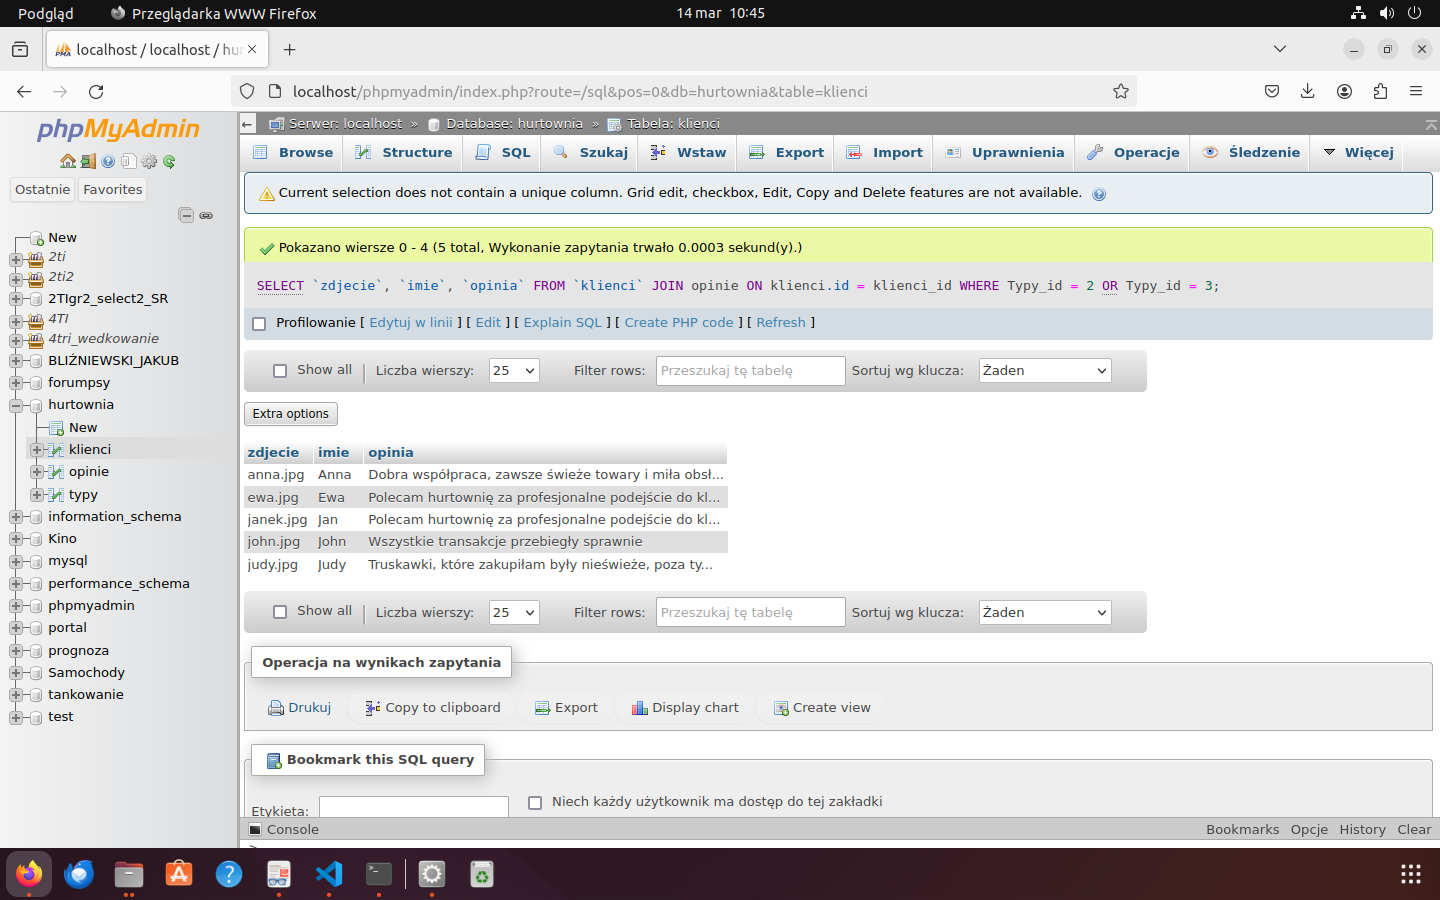 Podgląd
Przeglądarka WWW Firefox
14 mar 10:45
localhost / localhost / hur
localhost/phpmyadmin/index.php?route=/sql&pos=0&db=hurtownia&table=klienci
phpMyAdmin
Ostatnie
Favorites
New
2ti
2ti2
2TIgr2_select2_SR
4TI
4tri_wedkowanie
BLIŹNIEWSKI_JAKUB
forumpsy
hurtownia
New
klienci
opinie
typy
information_schema
Kino
mysql
performance_schema
phpmyadmin
portal
prognoza
Samochody
tankowanie
test
Serwer: localhost » Database: hurtownia » Tabela: klienci
Browse Structure SQL Szukaj Wstaw Export Import Uprawnienia Operacje Śledzenie Więcej
Current selection does not contain a unique column. Grid edit, checkbox, Edit, Copy and Delete features are not available.
Pokazano wiersze 0 - 4 (5 total, Wykonanie zapytania trwało 0.0003 sekund(y).)
SELECT `zdjecie`, `imie`, `opinia` FROM `klienci` JOIN opinie ON klienci.id = klienci_id WHERE Typy_id = 2 OR Typy_id = 3;
Profilowanie [ Edytuj w linii ] [ Edit ] [ Explain SQL ] [ Create PHP code ] [ Refresh ]
Show all Liczba wierszy: 25 Filter rows: Przeszukaj tę tabelę Sortuj wg klucza: Żaden
Extra options
zdjecie imie opinia
anna.jpg Anna Dobra współpraca, zawsze świeże towary i miła obsł...
ewa.jpg Ewa Polecam hurtownię za profesjonalne podejście do kl...
janek.jpg Jan Polecam hurtownię za profesjonalne podejście do kl...
john.jpg John Wszystkie transakcje przebiegły sprawnie
judy.jpg Judy Truskawki, które zakupiłam były nieświeże, poza ty...
Show all Liczba wierszy: 25 Filter rows: Przeszukaj tę tabelę Sortuj wg klucza: Żaden
Operacja na wynikach zapytania
Drukuj Copy to clipboard Export Display chart Create view
Bookmark this SQL query
Etykieta: Niech każdy użytkownik ma dostęp do tej zakładki
Console Bookmarks Opcje History Clear
>